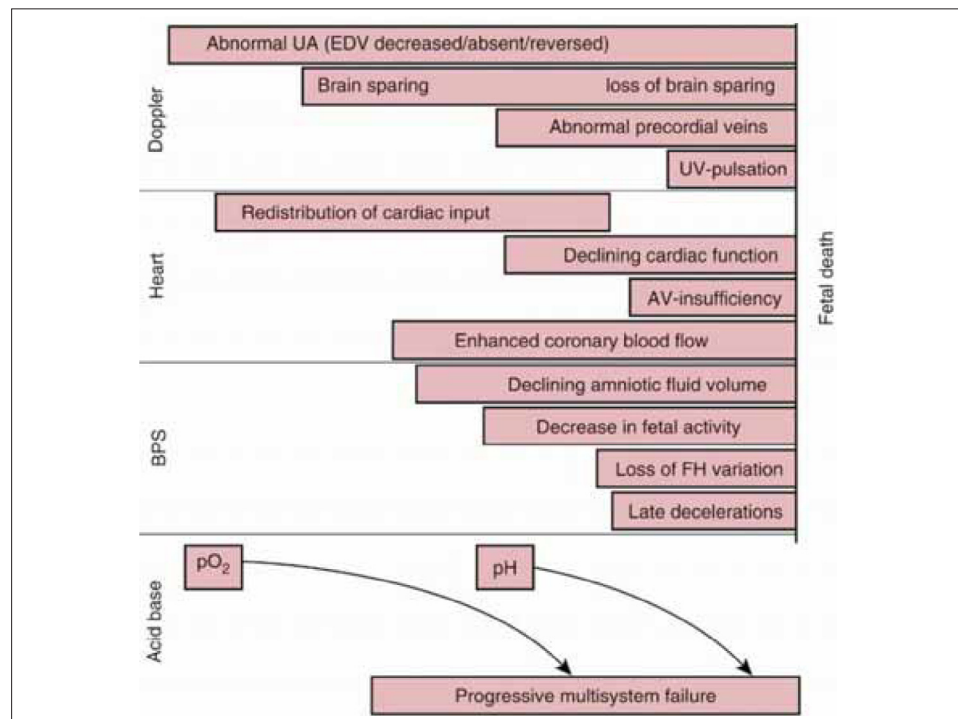 Doppler
Abnormal UA (EDV decreased/absent/reversed)
Brain sparing loss of brain sparing
Abnormal precordial veins
UV-pulsation
Heart
Redistribution of cardiac input
Declining cardiac function
AV-insufficiency
Enhanced coronary blood flow
Fetal death
BPS
Declining amniotic fluid volume
Decrease in fetal activity
Loss of FH variation
Late decelerations
Acid base
pO₂ pH
Progressive multisystem failure